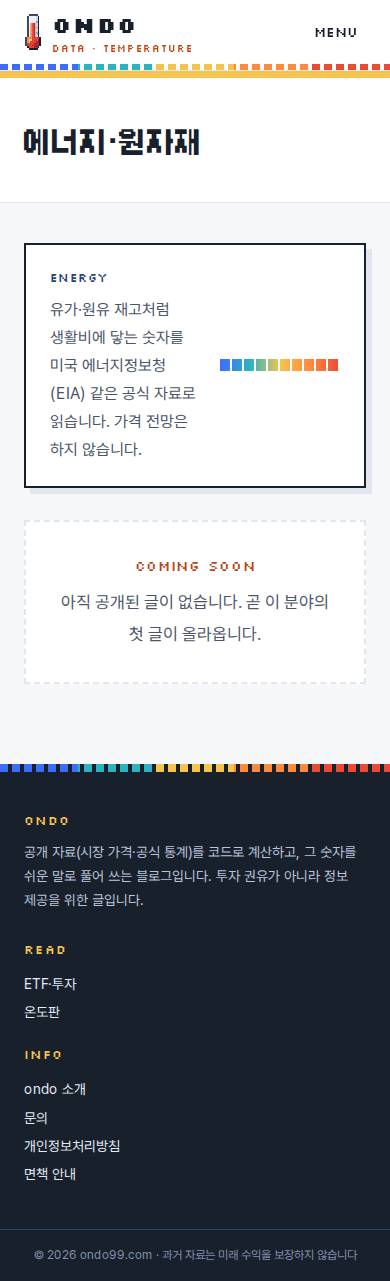 ONDO
DATA · TEMPERATURE
MENU
에너지·원자재
ENERGY
유가·원유 재고처럼
생활비에 닿는 숫자를
미국 에너지정보청
(EIA) 같은 공식 자료로
읽습니다. 가격 전망은
하지 않습니다.
COMING SOON
아직 공개된 글이 없습니다. 곧 이 분야의
첫 글이 올라옵니다.
ONDO
공개 자료(시장 가격·공식 통계)를 코드로 계산하고, 그 숫자를
쉬운 말로 풀어 쓰는 블로그입니다. 투자 권유가 아니라 정보
제공을 위한 글입니다.
READ
ETF·투자
온도판
INFO
ondo 소개
문의
개인정보처리방침
면책 안내
© 2026 ondo99.com · 과거 자료는 미래 수익을 보장하지 않습니다